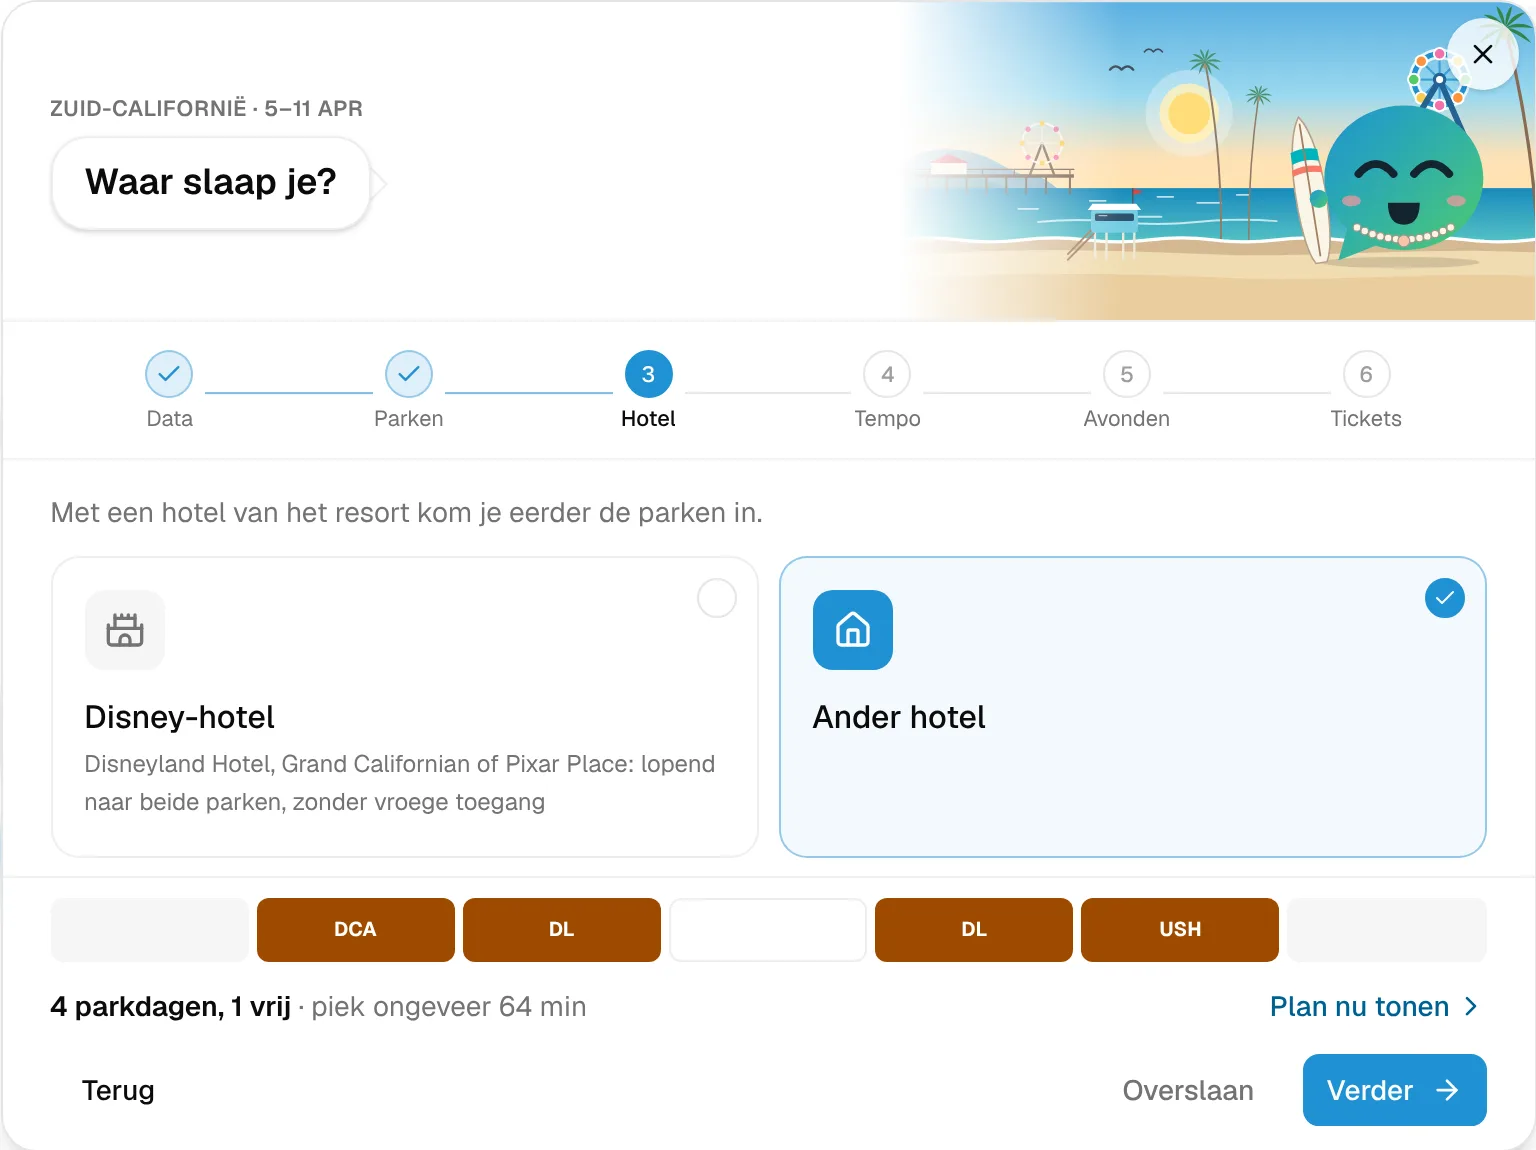 ZUID-CALIFORNIË · 5–11 APR
Waar slaap je?
3
4
5
6
Data
Parken
Hotel
Tempo
Avonden
Tickets
Met een hotel van het resort kom je eerder de parken in.
Disney-hotel
Disneyland Hotel, Grand Californian of Pixar Place: lopend
naar beide parken, zonder vroege toegang
Ander hotel
DCA
DL
DL
USH
4 parkdagen, 1 vrij · piek ongeveer 64 min
Plan nu tonen
Terug
Overslaan
Verder